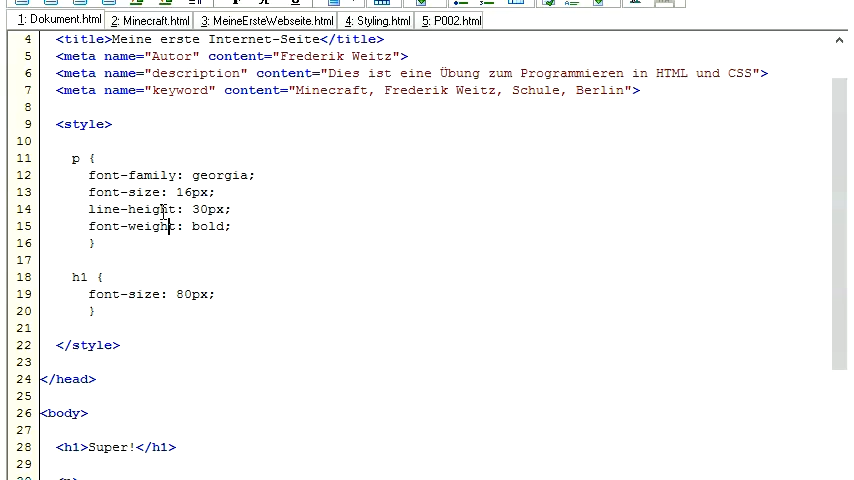 1: Dokument.html 2: Minecraft.html 3: MeineErsteWebseite.html 4: Styling.html 5: P002.html
4 <title>Meine erste Internet-Seite</title>
5 <meta name="Autor" content="Frederik Weitz">
6 <meta name="description" content="Dies ist eine Übung zum Programmieren in HTML und CSS">
7 <meta name="keyword" content="Minecraft, Frederik Weitz, Schule, Berlin">
8
9 <style>
10
11 p {
12 font-family: georgia;
13 font-size: 16px;
14 line-height: 30px;
15 font-weight: bold;
16 }
17
18 h1 {
19 font-size: 80px;
20 }
21
22 </style>
23
24 </head>
25
26 <body>
27
28 <h1>Super!</h1>
29